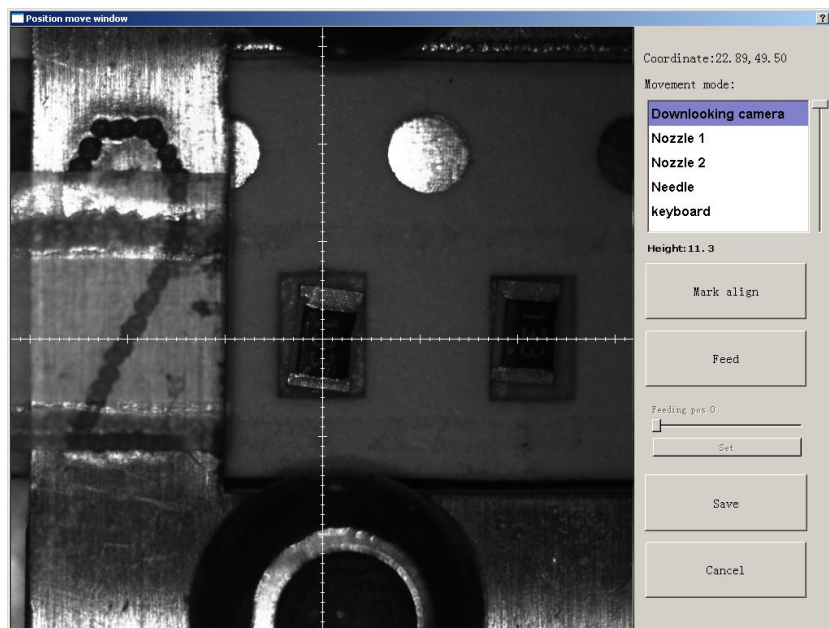 Position move window
?
Coordinate:22.89,49.50
Movement mode:
Downlooking camera
Nozzle 1
Nozzle 2
Needle
keyboard
Height:11.3
Mark align
Feed
Feeding pos 0
Set
Save
Cancel